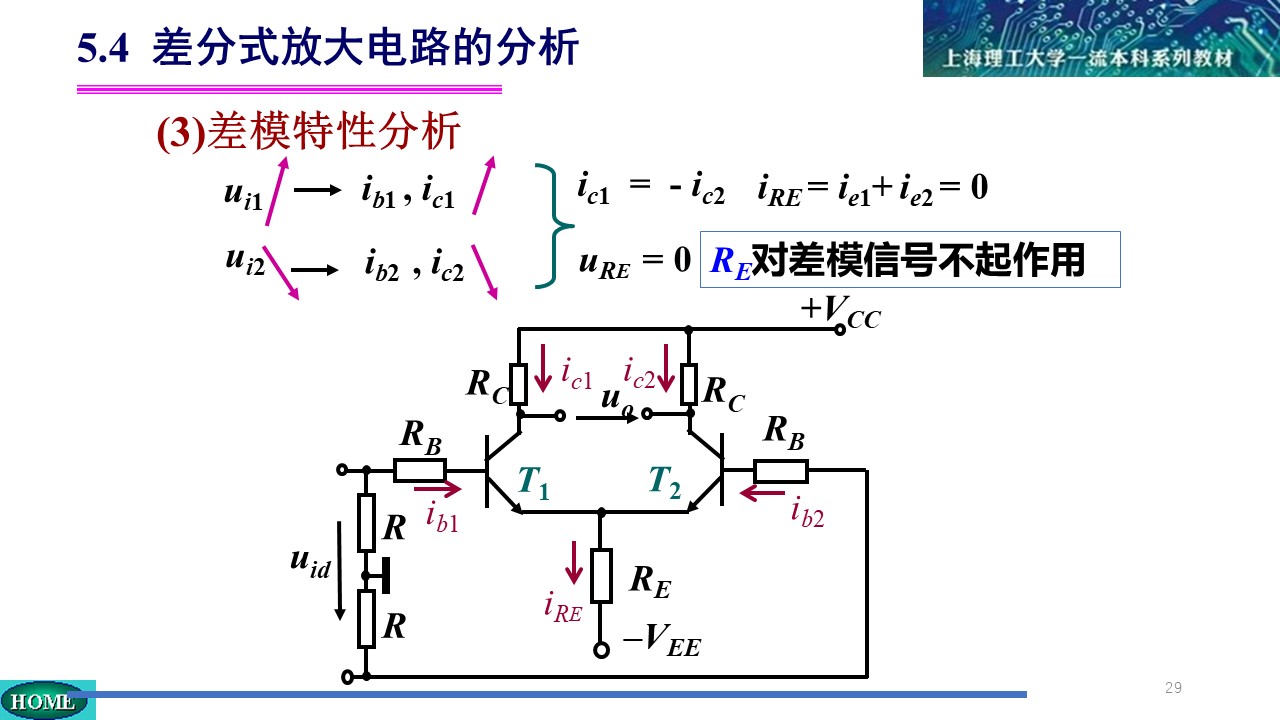 5.4 差分式放大电路的分析
上海理工大学一流本科系列教材
(3)差模特性分析
ui1 → ib1 , ic1
ic1 = - ic2 iRE = ie1+ ie2 = 0
ui2 → ib2 , ic2
uRE = 0 RE对差模信号不起作用
+VCC
RC ic1 ic2 RC
uo
RB RB
T1 T2
ib1 ib2
R
uid
RE
iRE
R
–VEE
HOME
29